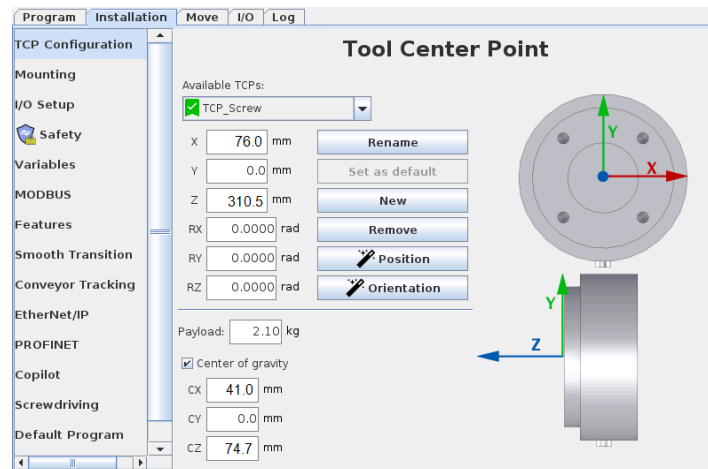 Program Installation Move I/O Log
TCP Configuration
Mounting
I/O Setup
Safety
Variables
MODBUS
Features
Smooth Transition
Conveyor Tracking
EtherNet/IP
PROFINET
Copilot
Screwdriving
Default Program
Tool Center Point
Available TCPs:
TCP_Screw
X 76.0 mm Rename
Y 0.0 mm Set as default
Z 310.5 mm New
RX 0.0000 rad Remove
RY 0.0000 rad Position
RZ 0.0000 rad Orientation
Payload: 2.10 kg
Center of gravity
CX 41.0 mm
CY 0.0 mm
CZ 74.7 mm
Y
X
Y
Z